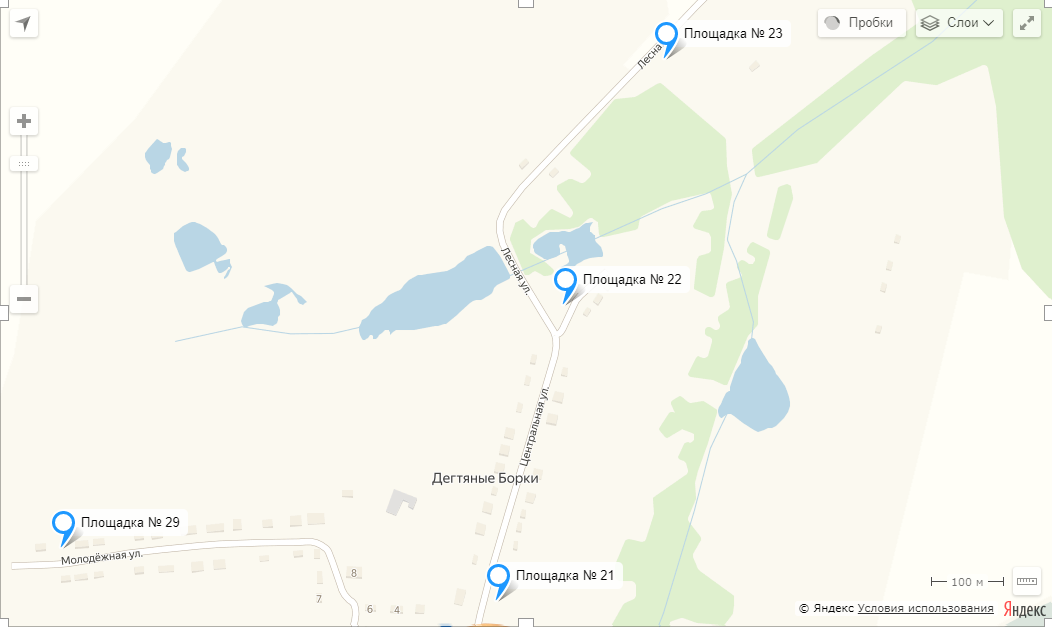 Площадка № 23
Пробки
Слои
Лесна
Лесная ул.
Площадка № 22
Центральная ул.
Дегтяные Борки
Площадка № 29
Молодёжная ул.
Площадка № 21
8
7
6
4
100 м
© Яндекс Условия использования Яндекс